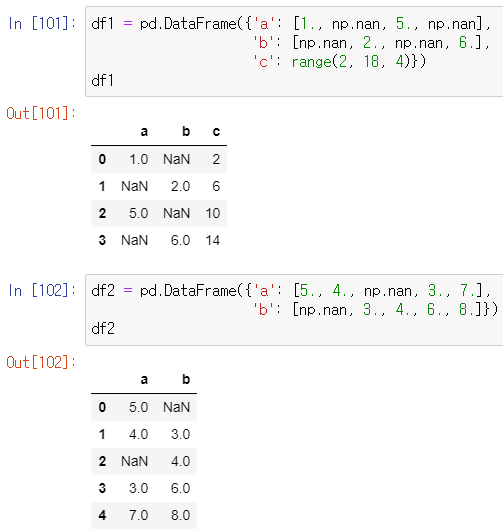 In [101]: df1 = pd.DataFrame({'a': [1., np.nan, 5., np.nan],
'b': [np.nan, 2., np.nan, 6.],
'c': range(2, 18, 4)})
df1
Out[101]:
a b c
0 1.0 NaN 2
1 NaN 2.0 6
2 5.0 NaN 10
3 NaN 6.0 14
In [102]: df2 = pd.DataFrame({'a': [5., 4., np.nan, 3., 7.],
'b': [np.nan, 3., 4., 6., 8.]})
df2
Out[102]:
a b
0 5.0 NaN
1 4.0 3.0
2 NaN 4.0
3 3.0 6.0
4 7.0 8.0